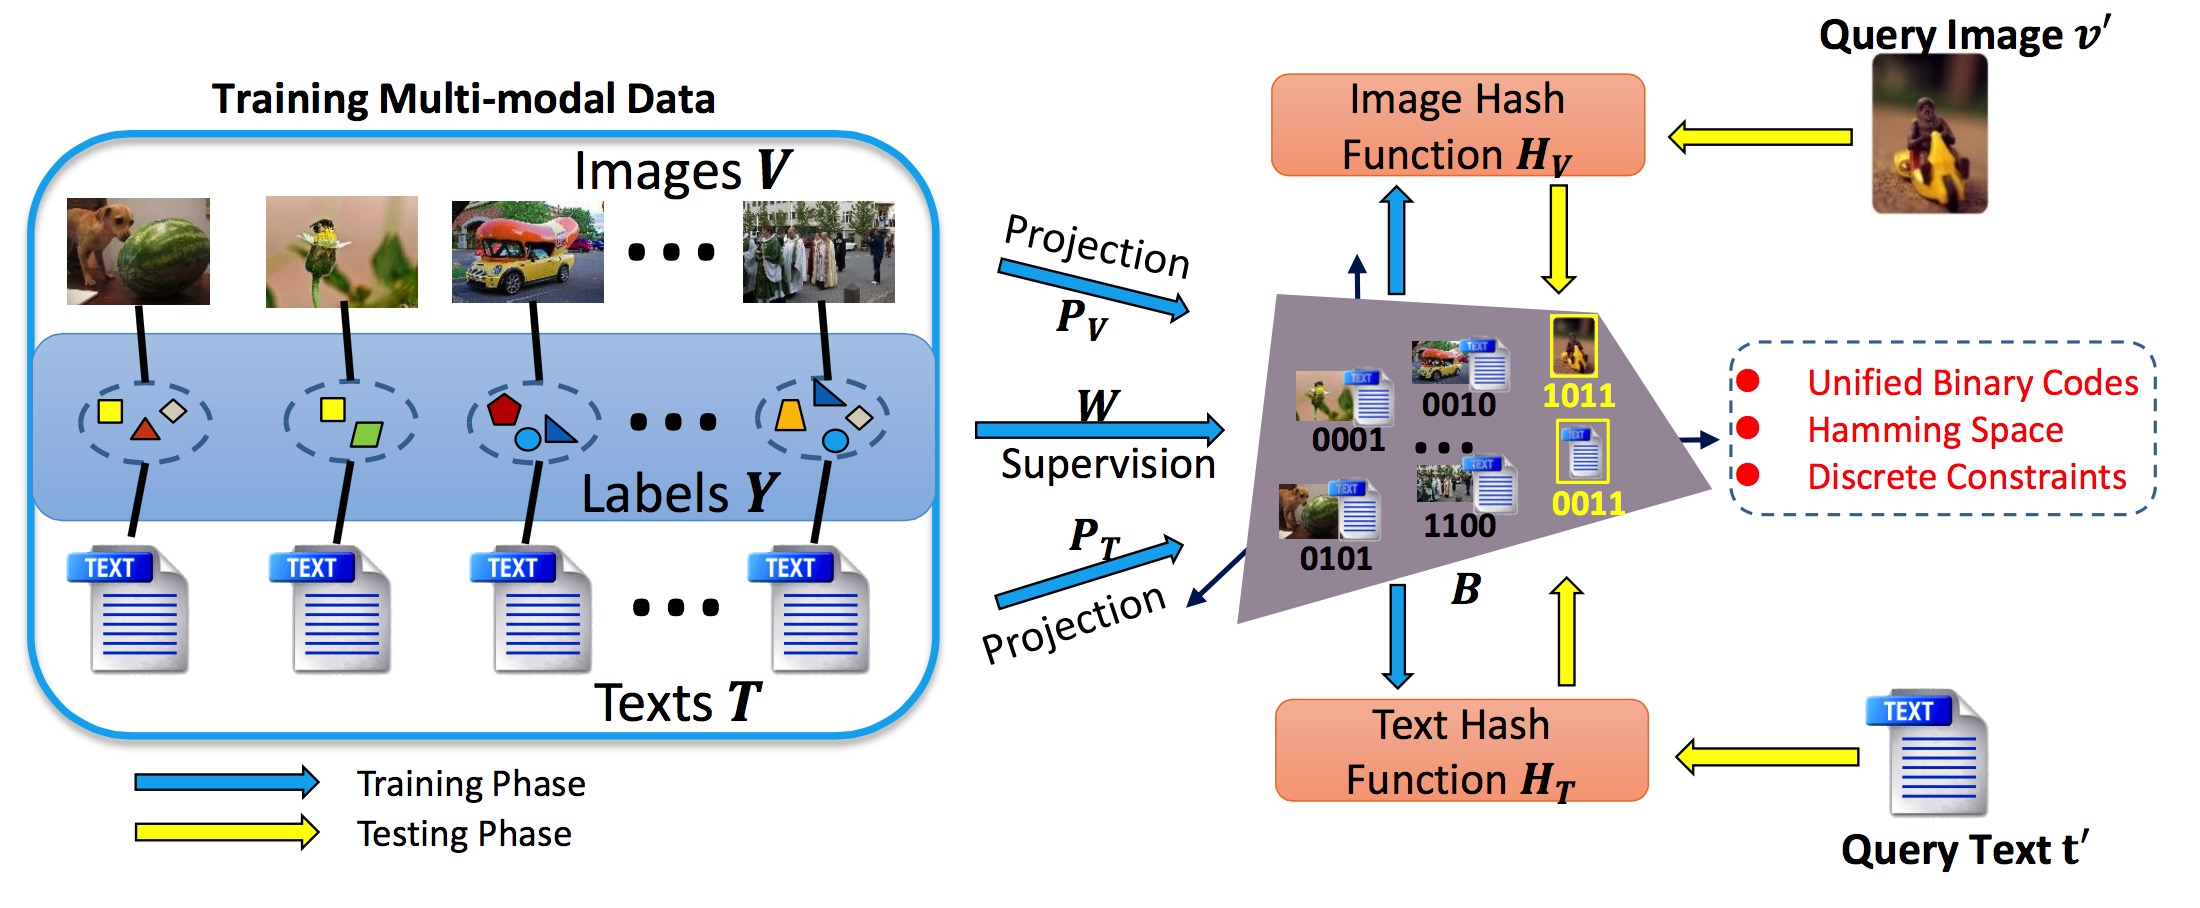 Training Multi-modal Data
Images V
Labels Y
TEXT
TEXT
TEXT
TEXT
Texts T
Training Phase
Testing Phase
Projection
P_V
W
Supervision
P_T
Projection
Image Hash
Function H_V
Query Image v′
TEXT
0001
TEXT
0010
1011
TEXT
0101
TEXT
1100
TEXT
0011
B
Unified Binary Codes
Hamming Space
Discrete Constraints
Text Hash
Function H_T
TEXT
Query Text t′